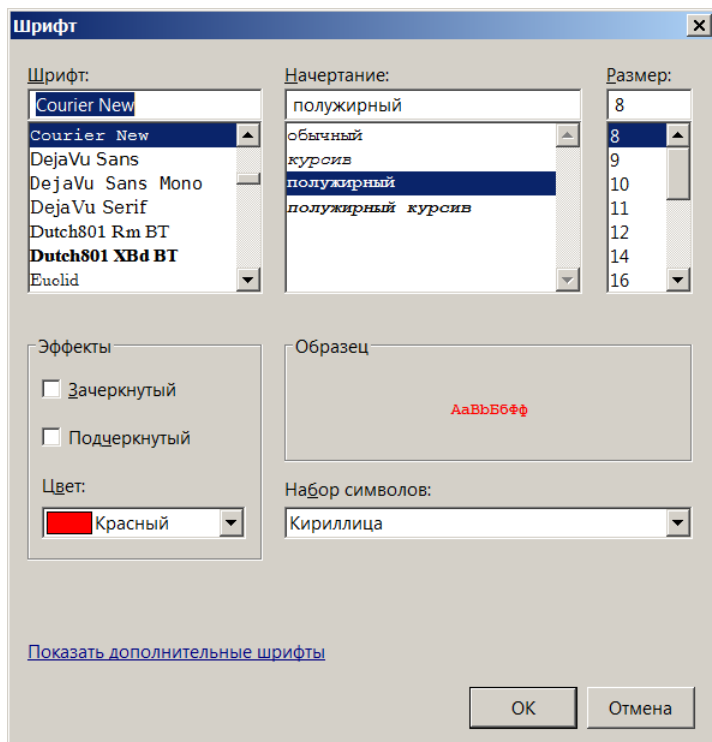 Шрифт
Шрифт:
Courier New
Courier New
DejaVu Sans
DejaVu Sans Mono
DejaVu Serif
Dutch801 Rm BT
Dutch801 XBd BT
Euclid
Начертание:
полужирный
обычный
курсив
полужирный
полужирный курсив
Размер:
8
8
9
10
11
12
14
16
Эффекты
Зачеркнутый
Подчеркнутый
Цвет:
Красный
Образец
АаBbБбФф
Набор символов:
Кириллица
Показать дополнительные шрифты
ОК
Отмена